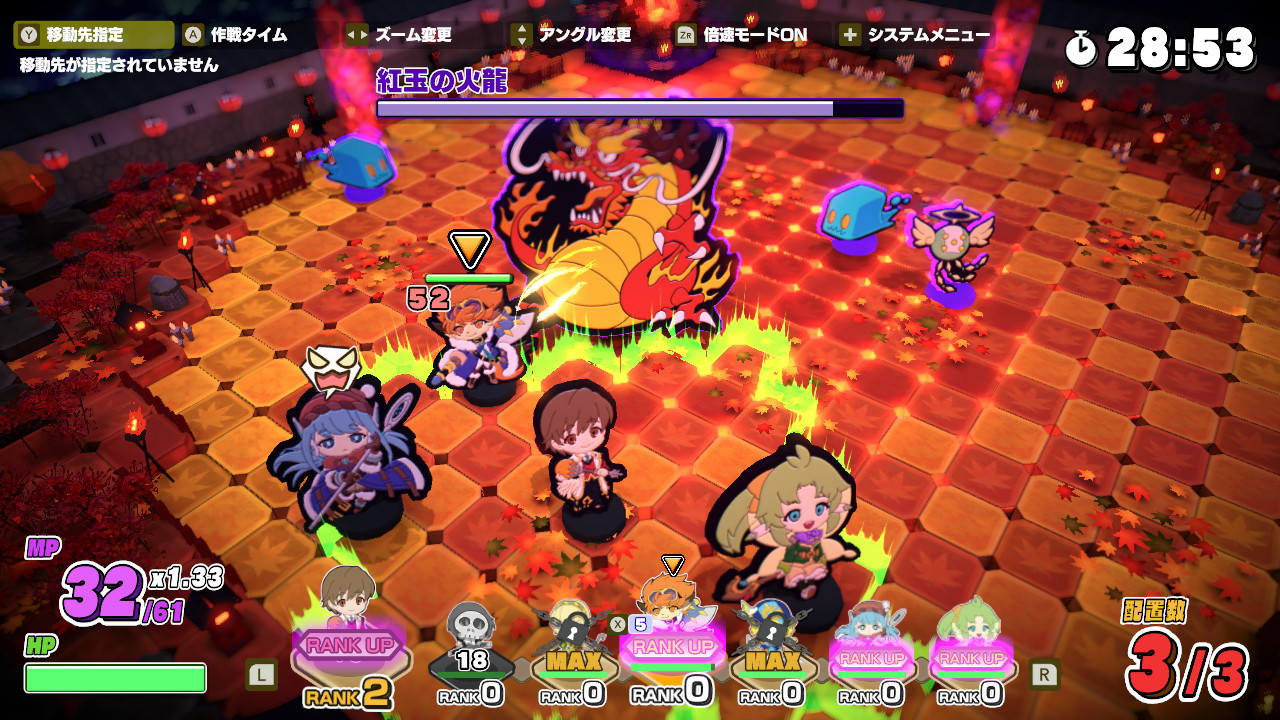 Y 移動先指定 A 作戦タイム ズーム変更 アングル変更 ZR 倍速モードON システムメニュー
28:53
移動先が指定されていません
紅玉の火龍
52
MP
32/61 x1.33
HP
L
RANK UP
RANK 2
18
RANK 0
MAX
RANK 0
X 5
RANK UP
RANK 0
MAX
RANK 0
RANK UP
RANK 0
RANK UP
RANK 0
R
配置数
3/3